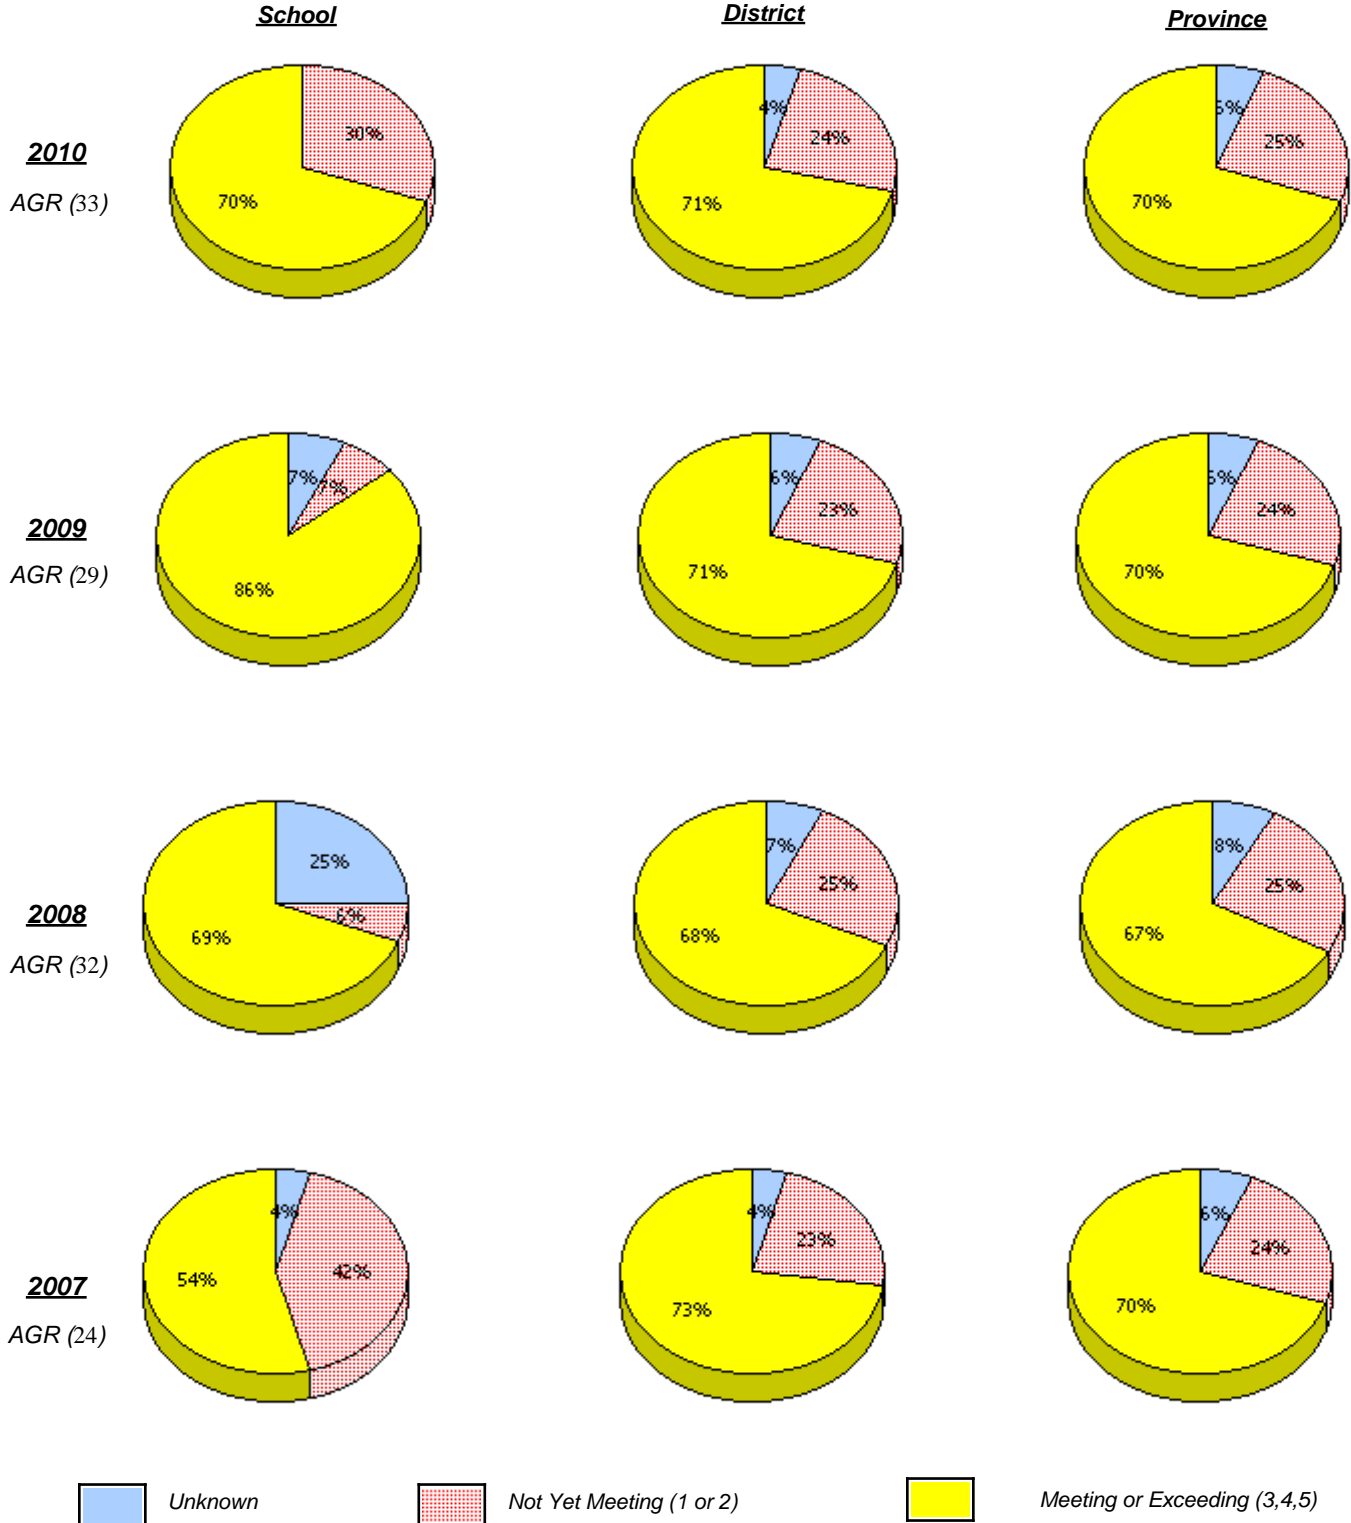 School District Province
30% 4% 24% 25%
2010
AGR (33)
70% 71% 70%
7% 7% 6% 23% 24%
2009
AGR (29)
86% 71% 70%
25% 7% 25% 8% 25%
6%
2008
69% 68% 67%
AGR (32)
4% 42% 4% 23% 6% 24%
2007
54% 73% 70%
AGR (24)
Unknown Not Yet Meeting (1 or 2) Meeting or Exceeding (3,4,5)